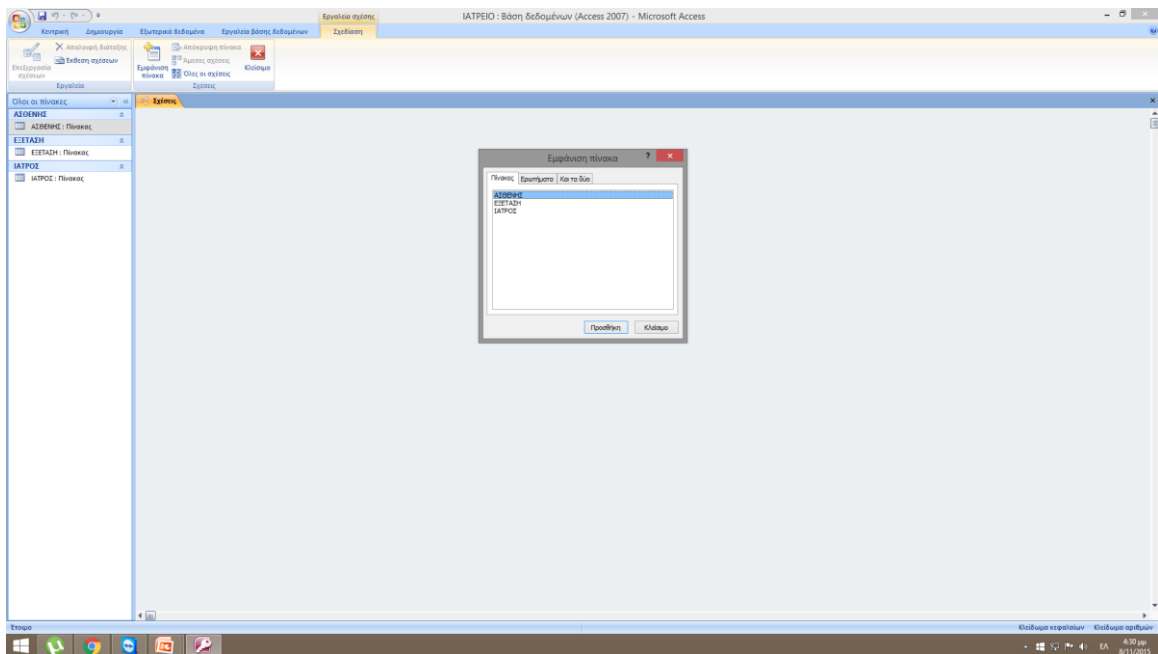 Εργαλεία σχέσης
ΙΑΤΡΕΙΟ : Βάση δεδομένων (Access 2007) - Microsoft Access
Κεντρική Δημιουργία Εξωτερικά δεδομένα Εργαλεία βάσης δεδομένων Σχεδίαση
Επεξεργασία σχέσεων
Απαλοιφή διάταξης
Έκθεση σχέσεων
Εργαλεία
Εμφάνιση πίνακα
Απόκρυψη πίνακα
Άμεσες σχέσεις
Όλες οι σχέσεις
Κλείσιμο
Σχέσεις
Όλοι οι πίνακες
ΑΣΘΕΝΗΣ
ΑΣΘΕΝΗΣ : Πίνακας
ΕΞΕΤΑΣΗ
ΕΞΕΤΑΣΗ : Πίνακας
ΙΑΤΡΟΣ
ΙΑΤΡΟΣ : Πίνακας
Σχέσεις
Εμφάνιση πίνακα ?
Πίνακες Ερωτήματα Και τα δύο
ΑΣΘΕΝΗΣ
ΕΞΕΤΑΣΗ
ΙΑΤΡΟΣ
Προσθήκη Κλείσιμο
Έτοιμο
Κλείδωμα κεφαλαίων Κλείδωμα αριθμών
ΕΛ
4:30 μμ
8/11/2015